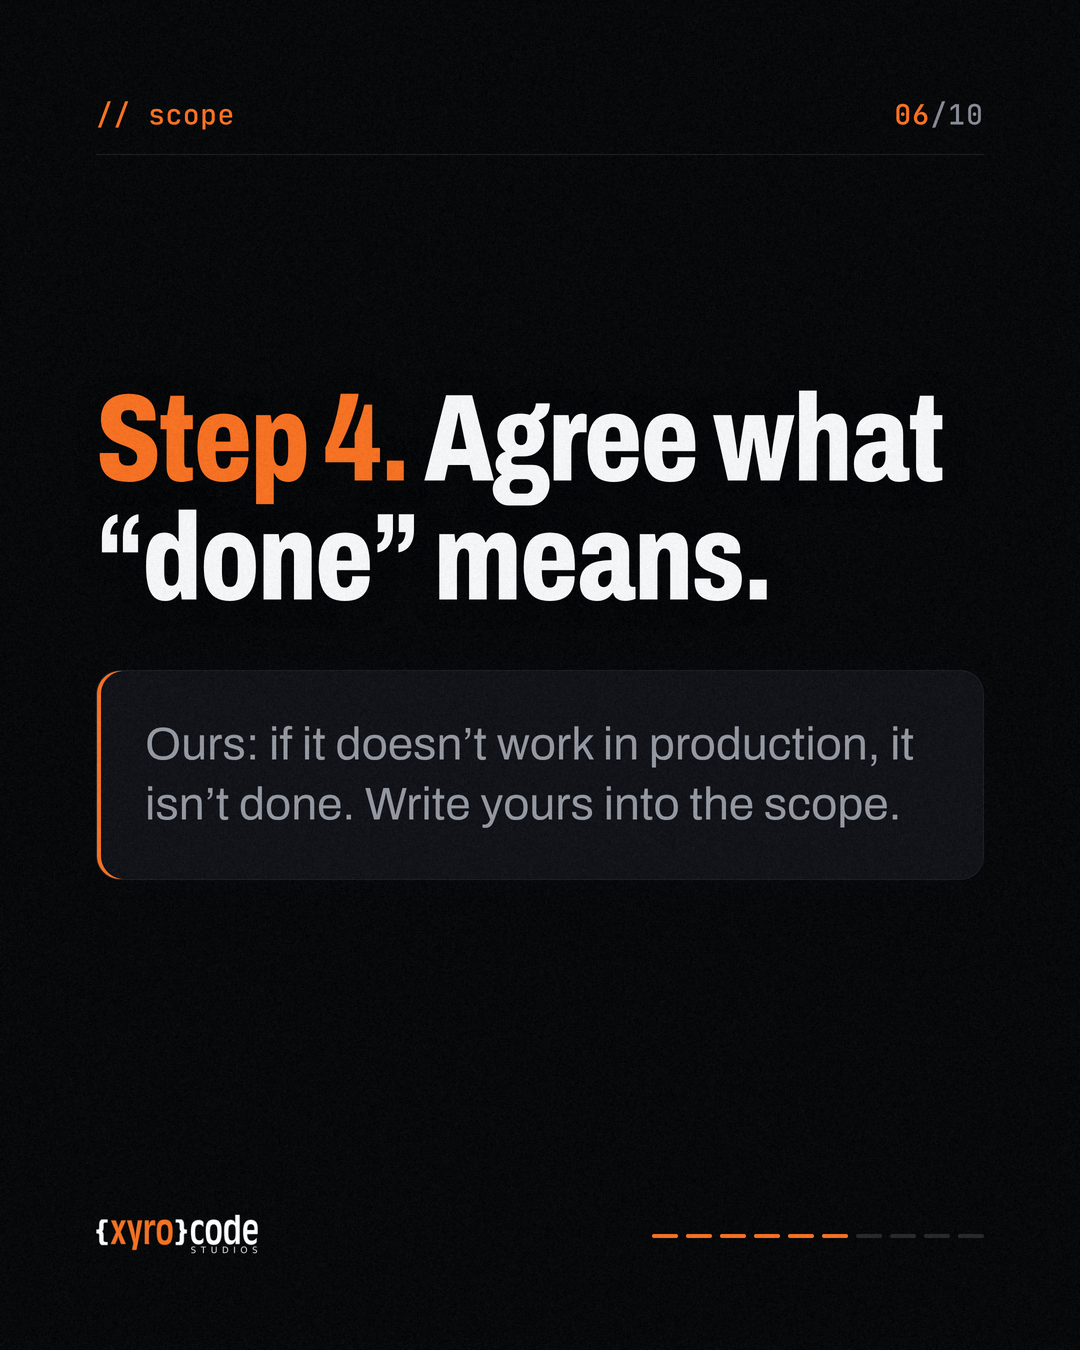 // scope
06/10
Step 4. Agree what
“done” means.
Ours: if it doesn’t work in production, it
isn’t done. Write yours into the scope.
{xyro}code
STUDIOS